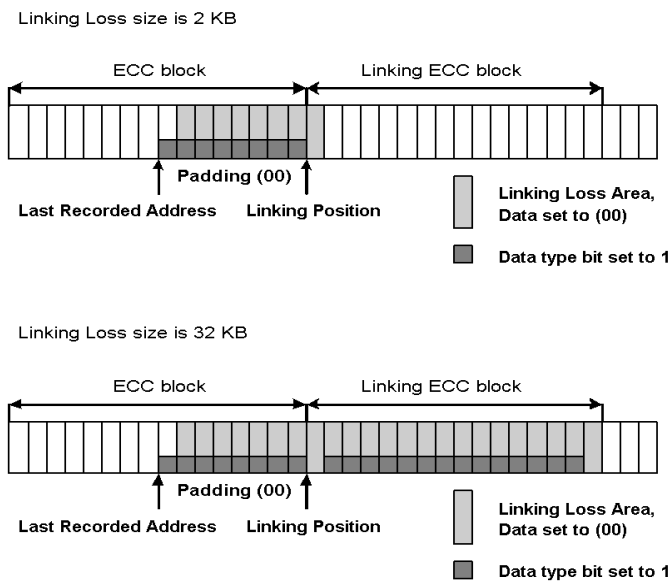 Linking Loss size is 2 KB
ECC block
Linking ECC block
Padding (00)
Last Recorded Address
Linking Position
Linking Loss Area,
Data set to (00)
Data type bit set to 1
Linking Loss size is 32 KB
ECC block
Linking ECC block
Padding (00)
Last Recorded Address
Linking Position
Linking Loss Area,
Data set to (00)
Data type bit set to 1